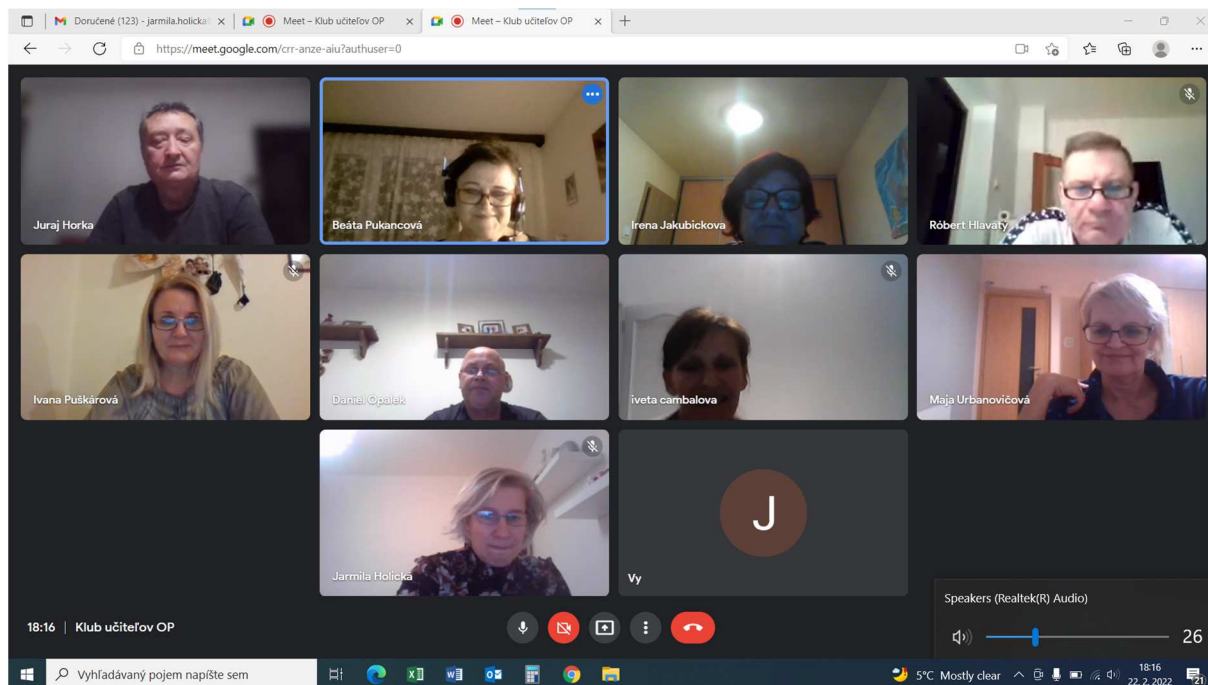 Doručené (123) - jarmila.holicka
Meet – Klub učiteľov OP
Meet – Klub učiteľov OP
https://meet.google.com/crr-anze-aiu?authuser=0
Juraj Horka
Beáta Pukancová
Irena Jakubickova
Róbert Hlavatý
Ivana Puškárová
Daniel Opálek
iveta cambalova
Maja Urbanovičová
Jarmila Holická
J
Vy
Speakers (Realtek(R) Audio)
26
18:16 | Klub učiteľov OP
Vyhľadávaný pojem napíšte sem
5°C Mostly clear
18:16
22. 2. 2022
21